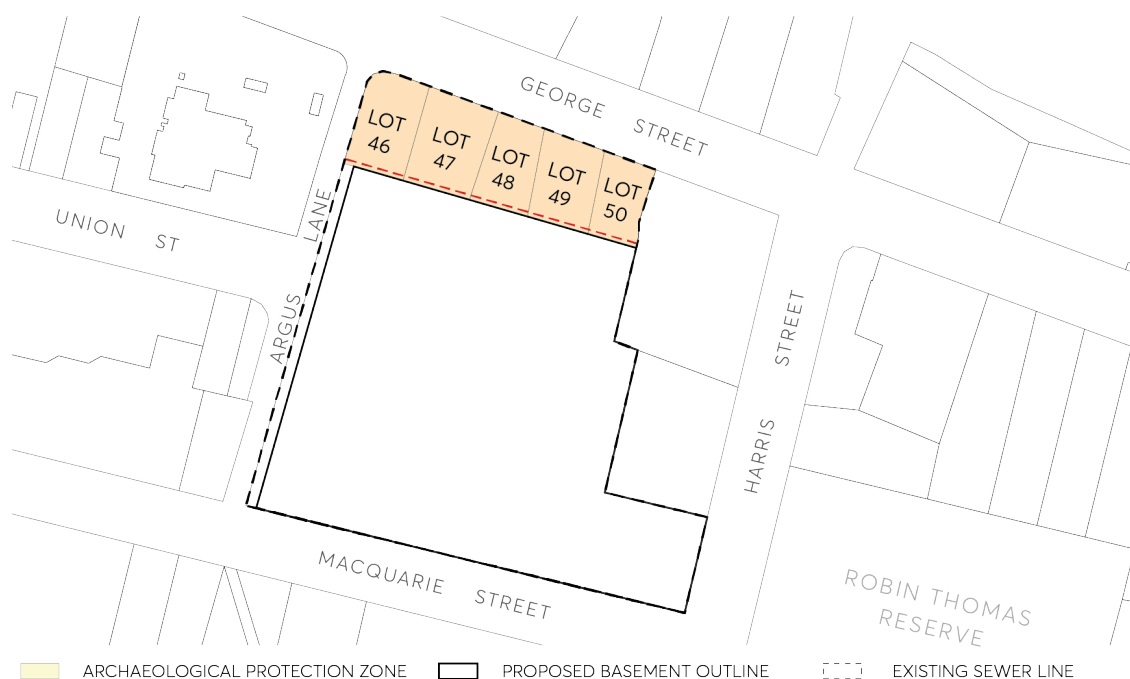 GEORGE STREET
LOT
46
LOT
47
LOT
48
LOT
49
LOT
50
UNION ST
ARGUS LANE
HARRIS STREET
MACQUARIE STREET
ROBIN THOMAS
RESERVE
ARCHAEOLOGICAL PROTECTION ZONE
PROPOSED BASEMENT OUTLINE
EXISTING SEWER LINE